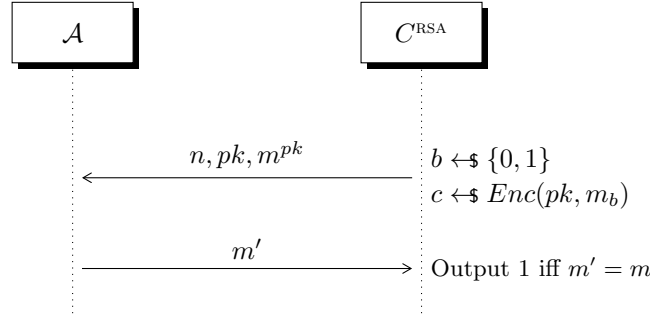 𝒜 C^RSA
n, pk, m^pk
b ←$ {0, 1}
c ←$ Enc(pk, m_b)
m′
Output 1 iff m′ = m